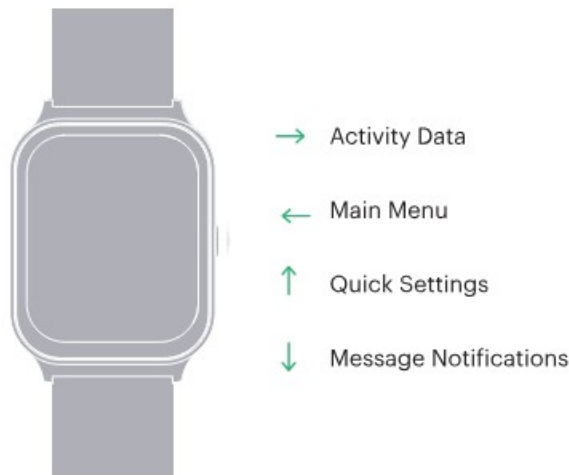 → Activity Data
← Main Menu
↑ Quick Settings
↓ Message Notifications